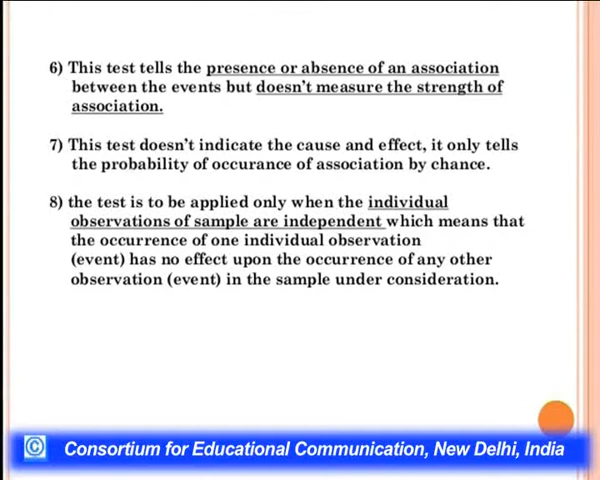 6) This test tells the presence or absence of an association
between the events but doesn't measure the strength of
association.
7) This test doesn't indicate the cause and effect, it only tells
the probability of occurance of association by chance.
8) the test is to be applied only when the individual
observations of sample are independent which means that
the occurrence of one individual observation
(event) has no effect upon the occurrence of any other
observation (event) in the sample under consideration.
© Consortium for Educational Communication, New Delhi, India